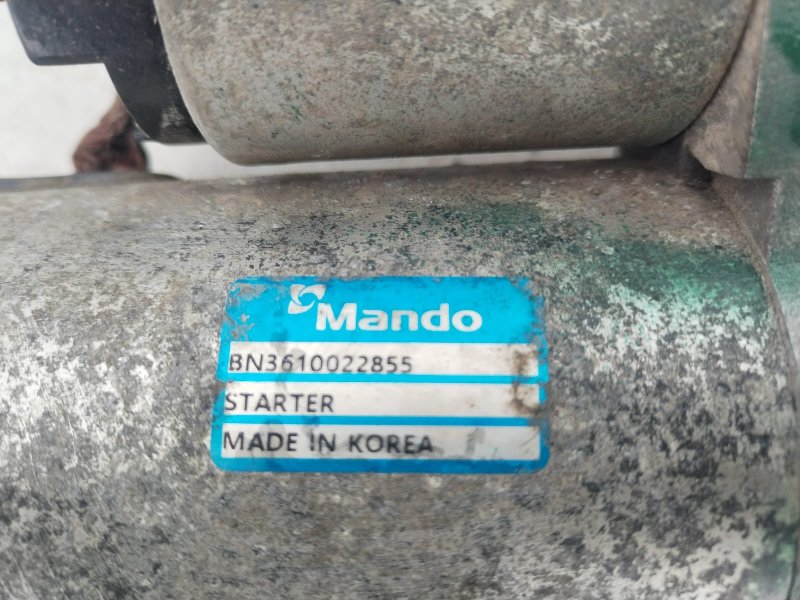 Mando
BN3610022855
STARTER
MADE IN KOREA